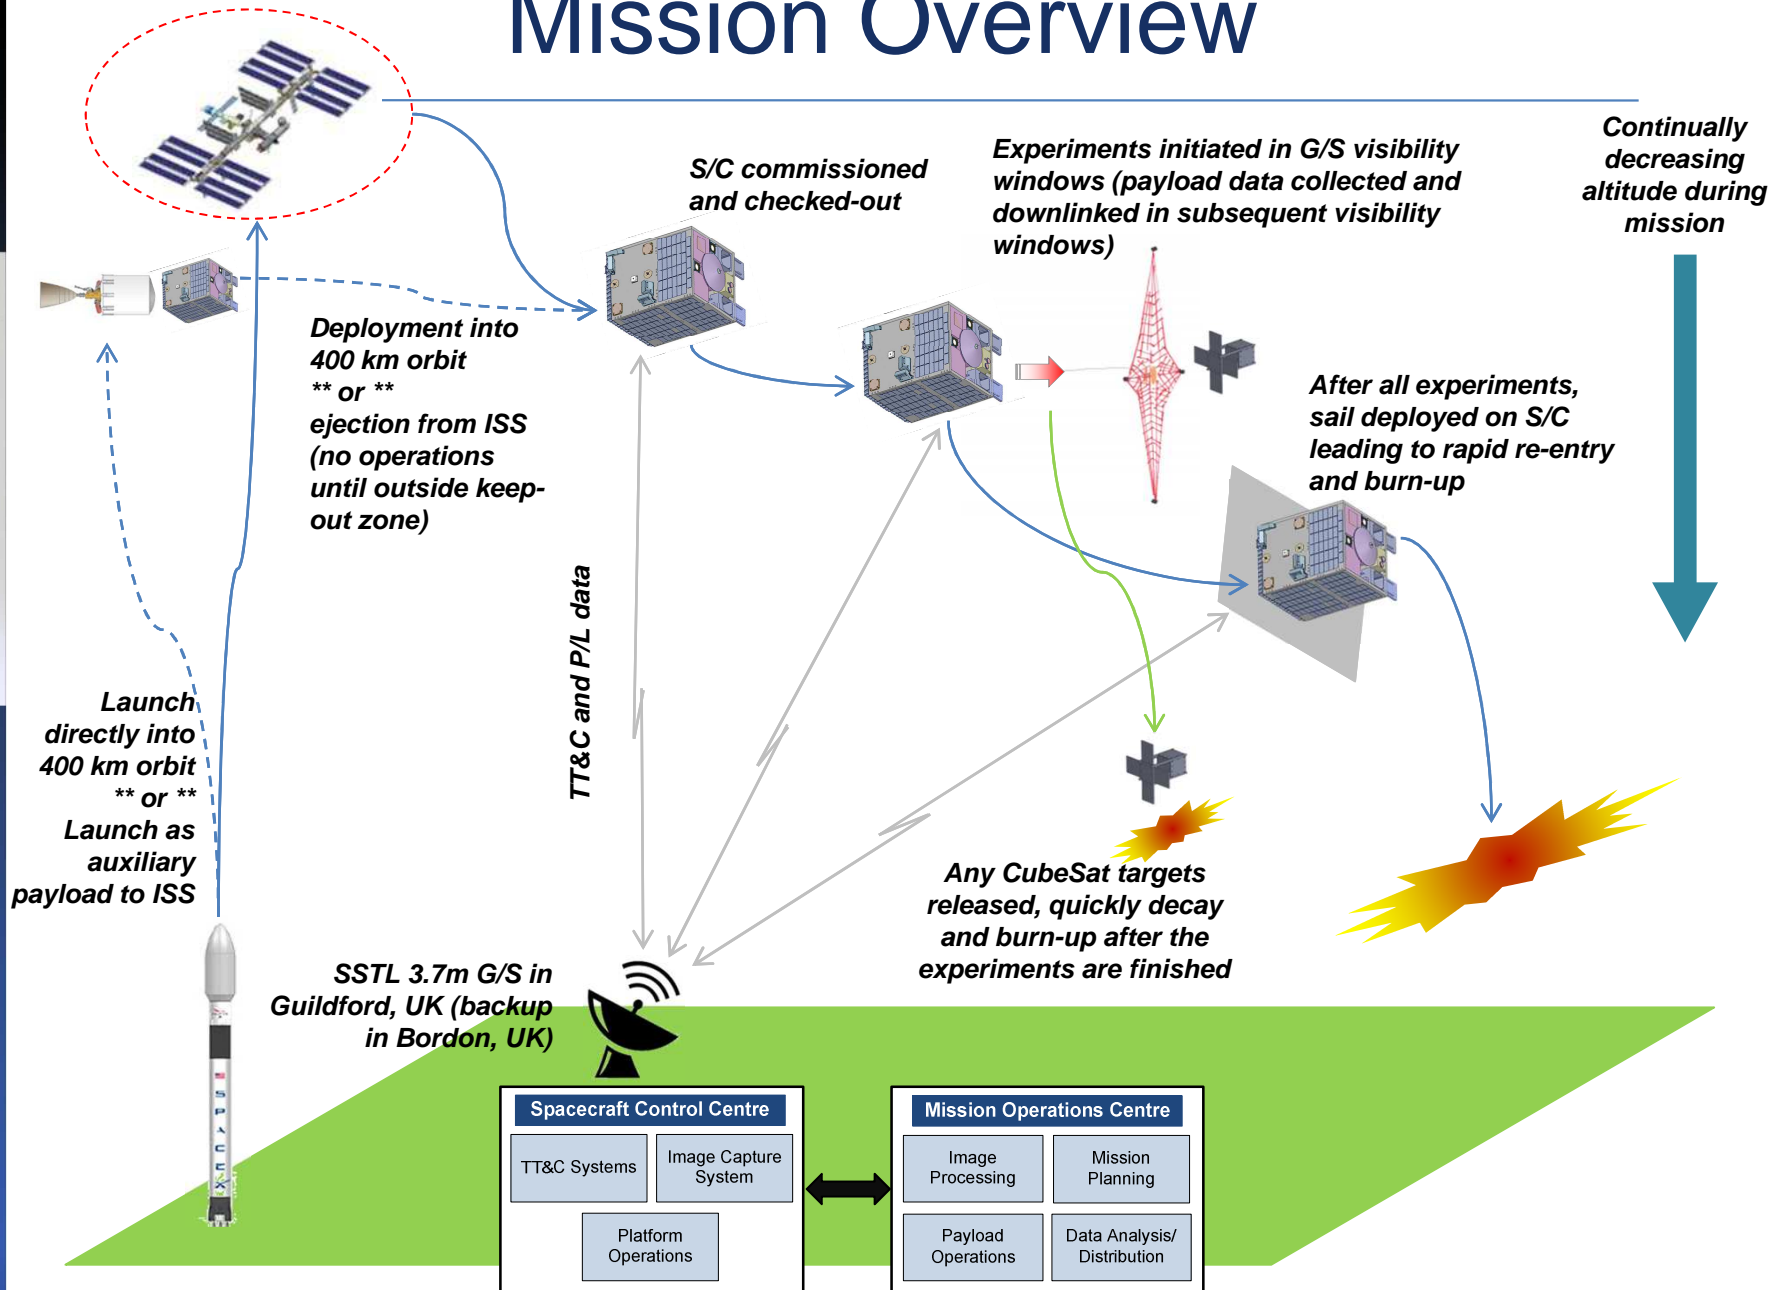 Mission Overview
Continually
decreasing
altitude during
mission
S/C commissioned
and checked-out
Experiments initiated in G/S visibility
windows (payload data collected and
downlinked in subsequent visibility
windows)
Deployment into
400 km orbit
** or **
ejection from ISS
(no operations
until outside keep-
out zone)
After all experiments,
sail deployed on S/C
leading to rapid re-entry
and burn-up
TT&C and P/L data
Launch
directly into
400 km orbit
** or **
Launch as
auxiliary
payload to ISS
Any CubeSat targets
released, quickly decay
and burn-up after the
experiments are finished
SSTL 3.7m G/S in
Guildford, UK (backup
in Bordon, UK)
SPACEX
Spacecraft Control Centre
TT&C Systems
Image Capture
System
Platform
Operations
Mission Operations Centre
Image
Processing
Mission
Planning
Payload
Operations
Data Analysis/
Distribution